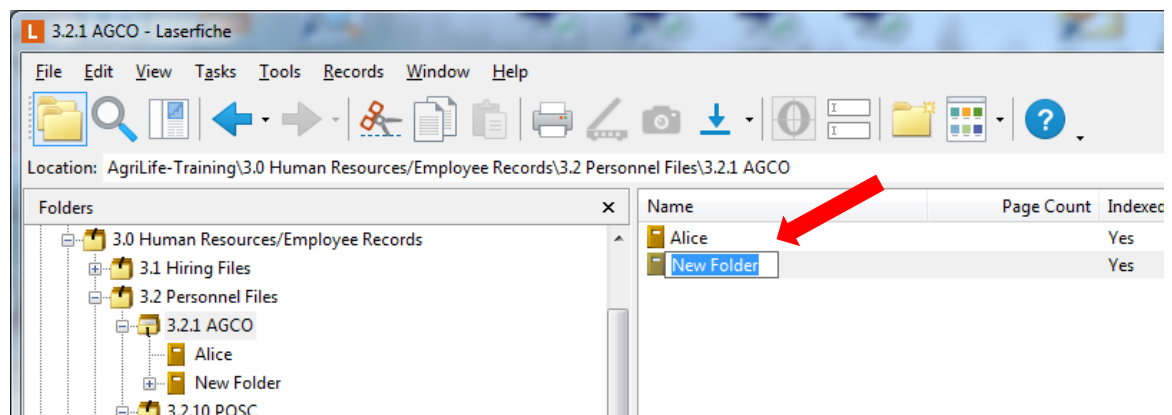 L 3.2.1 AGCO - Laserfiche
File Edit View Tasks Tools Records Window Help
Location: AgriLife-Training\3.0 Human Resources/Employee Records\3.2 Personnel Files\3.2.1 AGCO
Folders x Name Page Count Indexed
3.0 Human Resources/Employee Records
Alice Yes
3.1 Hiring Files
New Folder Yes
3.2 Personnel Files
3.2.1 AGCO
Alice
New Folder
3.2.10 POSC